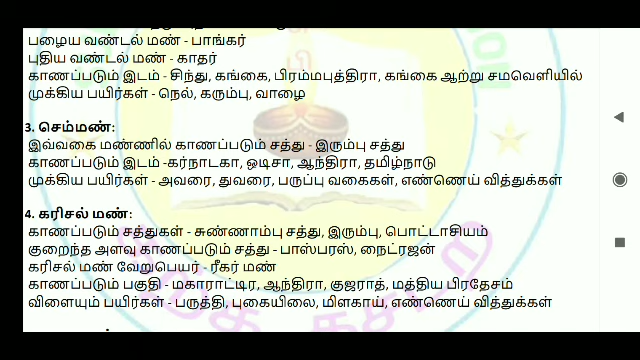 பழைய வண்டல் மண் - பாங்கர்
புதிய வண்டல் மண் - காதர்
காணப்படும் இடம் - சிந்து, கங்கை, பிரம்மபுத்திரா, கங்கை ஆற்று சமவெளியில்
முக்கிய பயிர்கள் - நெல், கரும்பு, வாழை
3. செம்மண்:
இவ்வகை மண்ணில் காணப்படும் சத்து - இரும்பு சத்து
காணப்படும் இடம் -கர்நாடகா, ஒடிசா, ஆந்திரா, தமிழ்நாடு
முக்கிய பயிர்கள் - அவரை, துவரை, பருப்பு வகைகள், எண்ணெய் வித்துக்கள்
4. கரிசல் மண்:
காணப்படும் சத்துகள் - சுண்ணாம்பு சத்து, இரும்பு, பொட்டாசியம்
குறைந்த அளவு காணப்படும் சத்து - பாஸ்பரஸ், நைட்ரஜன்
கரிசல் மண் வேறுபெயர் - ரீகர் மண்
காணப்படும் பகுதி - மகாராட்டிர, ஆந்திரா, குஜராத், மத்திய பிரதேசம்
விளையும் பயிர்கள் - பருத்தி, புகையிலை, மிளகாய், எண்ணெய் வித்துக்கள்